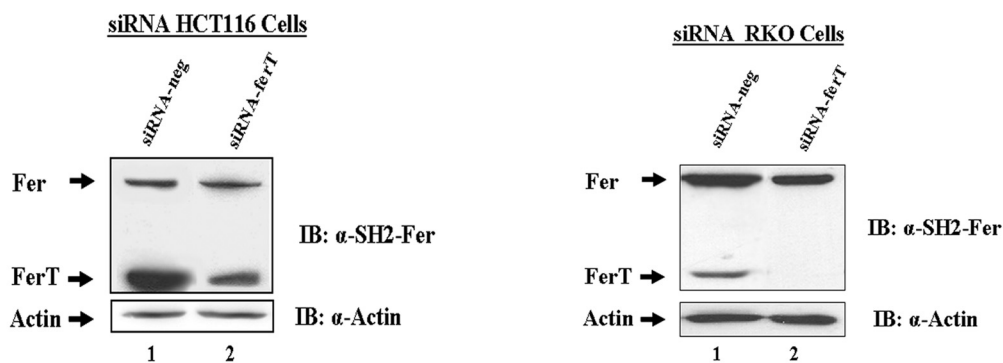 siRNA HCT116 Cells
siRNA-neg
siRNA-ferT
Fer
IB: α-SH2-Fer
FerT
Actin
IB: α-Actin
1 2
siRNA RKO Cells
siRNA-neg
siRNA-ferT
Fer
IB: α-SH2-Fer
FerT
Actin
IB: α-Actin
1 2